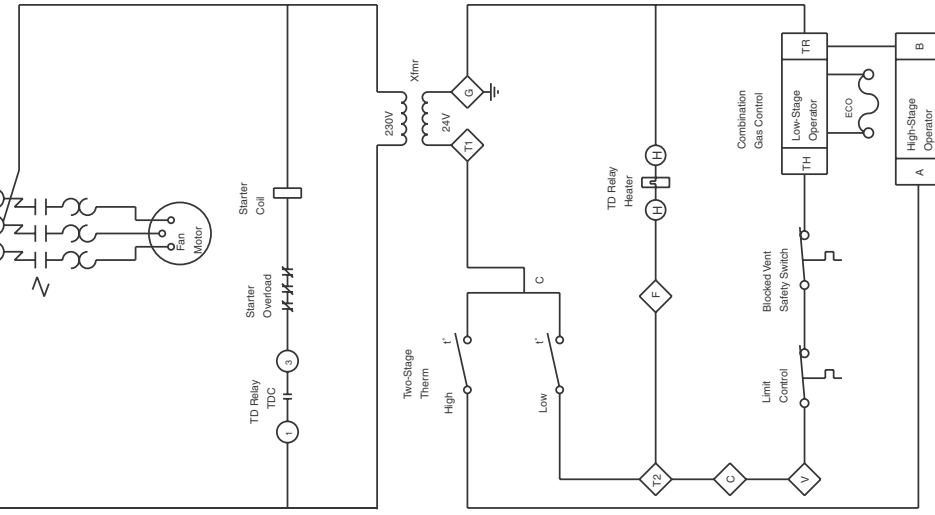 Fan
Motor
Starter
Coil
Starter
Overload
TD Relay
TDC
3
1
Xfmr
230V
24V
G
T1
Two-Stage
Therm
C
t°
High
t°
Low
TD Relay
Heater
H
H
F
T2
C
V
Combination
Gas Control
TR
Low-Stage
Operator
TH
ECO
B
High-Stage
Operator
A
Blocked Vent
Safety Switch
Limit
Control